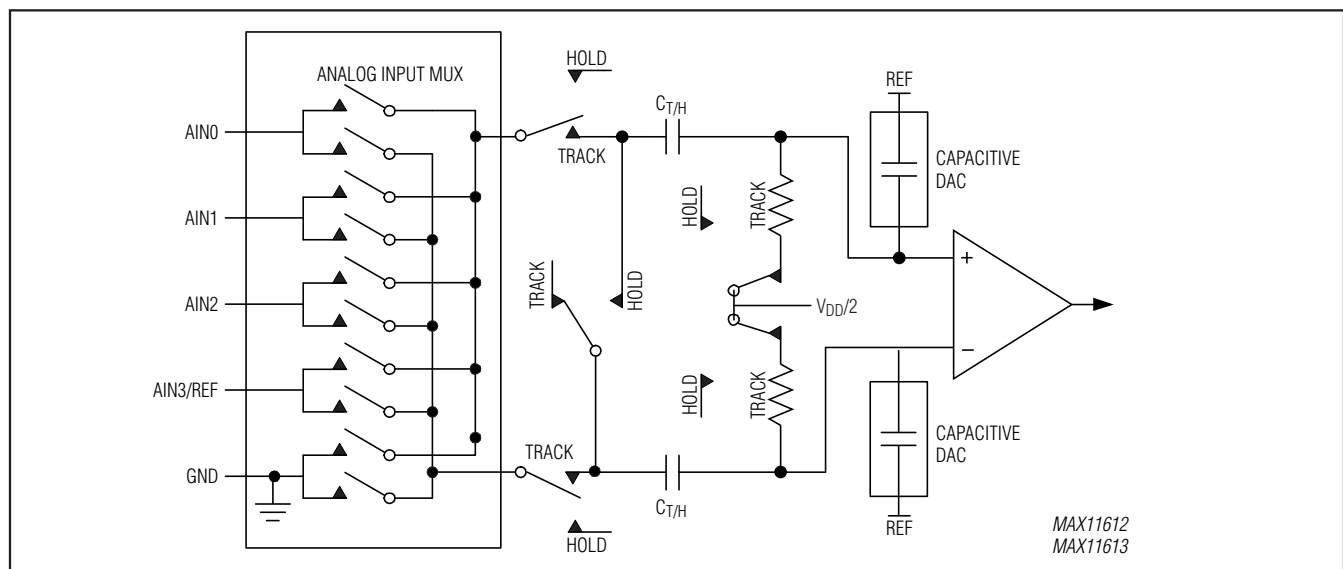 ANALOG INPUT MUX
AIN0
AIN1
AIN2
AIN3/REF
GND
HOLD
TRACK
CT/H
TRACK
HOLD
HOLD
TRACK
VDD/2
HOLD
TRACK
TRACK
HOLD
CT/H
REF
CAPACITIVE
DAC
+
−
CAPACITIVE
DAC
REF
MAX11612
MAX11613